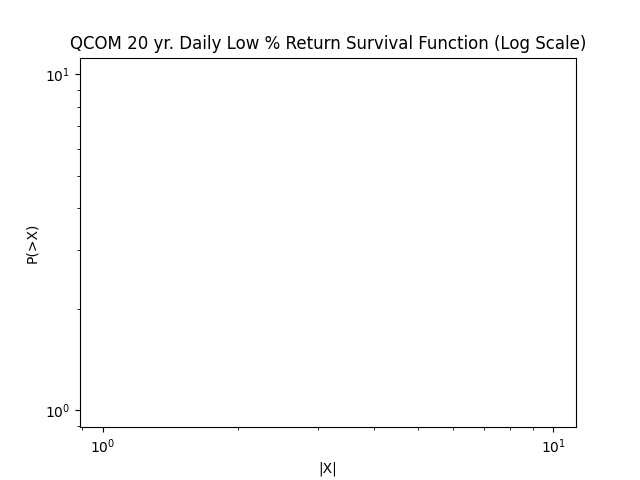 QCOM 20 yr. Daily Low % Return Survival Function (Log Scale)
10¹
P(>X)
10⁰
10⁰ 10¹
|X|